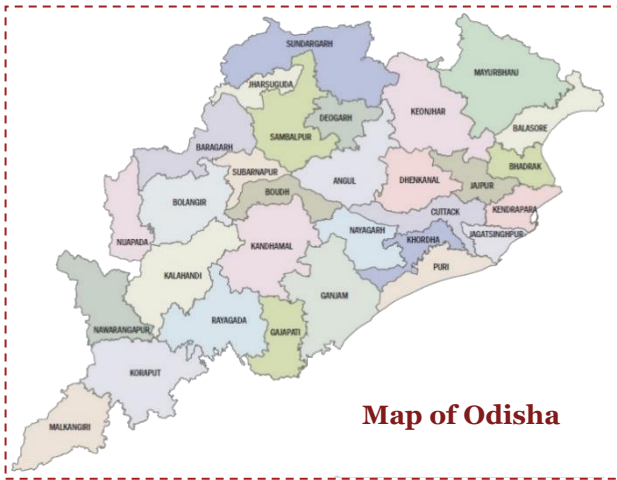 SUNDARGARH
MAYURBHANJ
JHARSUGUDA
KEONJHAR
DEOGARH
SAMBALPUR
BALASORE
BARAGARH
BHADRAK
SUBARNAPUR
ANGUL
DHENKANAL
JAJPUR
BOUDH
BOLANGIR
KENDRAPARA
CUTTACK
NUAPADA
KANDHAMAL
NAYAGARH
KHORDHA
JAGATSINGHPUR
PURI
KALAHANDI
GANJAM
RAYAGADA
NAWARANGAPUR
GAJAPATI
KORAPUT
Map of Odisha
MALKANGIRI